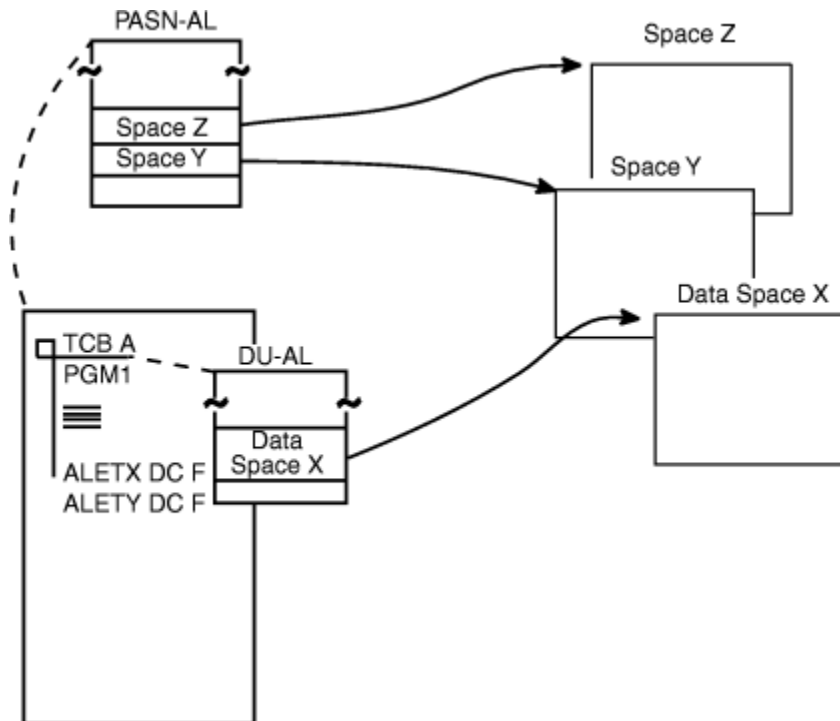 PASN-AL
Space Z
Space Y
Space Z
Space Y
Data Space X
TCB A
PGM1
DU-AL
Data
Space X
ALETX DC F
ALETY DC F